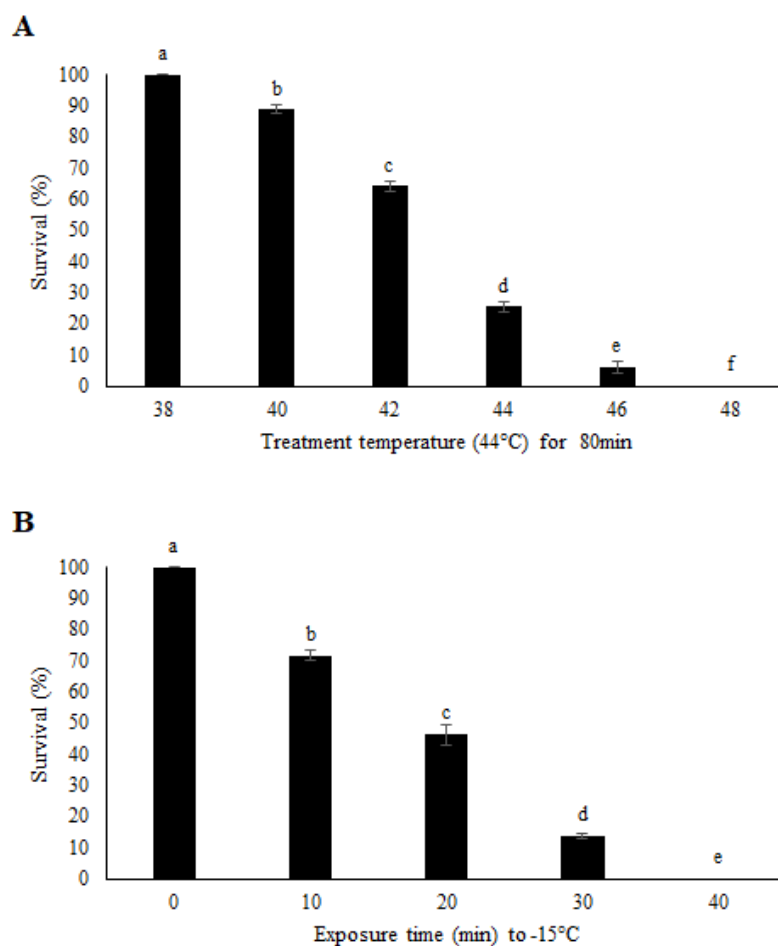 A
a
100
b
90
80
70
c
60
50
40
d
30
20
e
10
f
0
38 40 42 44 46 48
Survival (%)
Treatment temperature (44°C) for 80min
B
a
100
90
80
b
70
60
c
50
40
30
d
20
10
e
0
0 10 20 30 40
Survival (%)
Exposure time (min) to -15°C